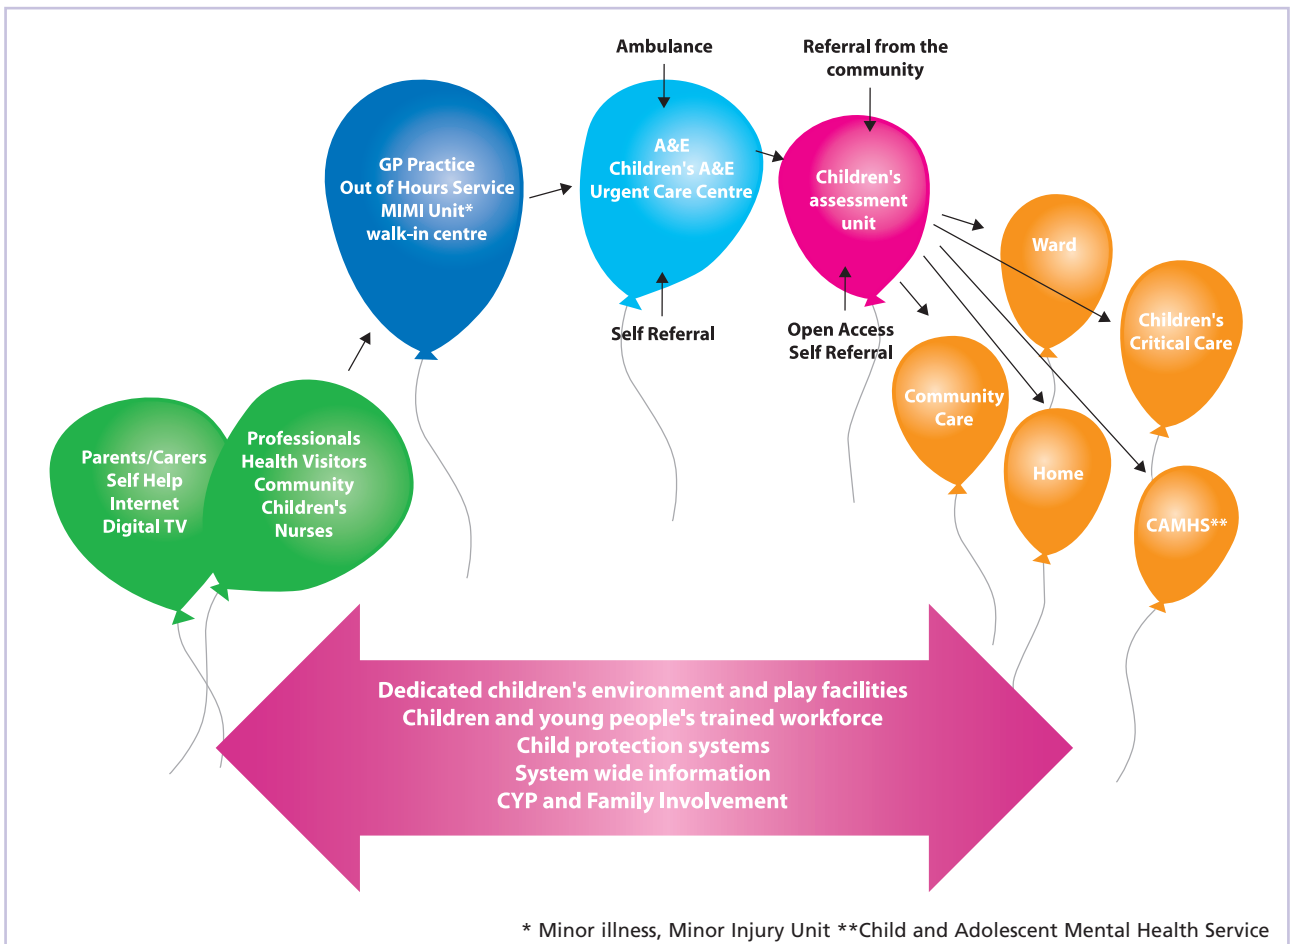 Ambulance
Referral from the
community
GP Practice
Out of Hours Service
MIMI Unit*
walk-in centre
A&E
Children's A&E
Urgent Care Centre
Children's
assessment
unit
Self Referral
Open Access
Self Referral
Ward
Children's
Critical Care
Community
Care
Home
CAMHS**
Parents/Carers
Self Help
Internet
Digital TV
Professionals
Health Visitors
Community
Children's
Nurses
Dedicated children's environment and play facilities
Children and young people's trained workforce
Child protection systems
System wide information
CYP and Family Involvement
* Minor illness, Minor Injury Unit **Child and Adolescent Mental Health Service